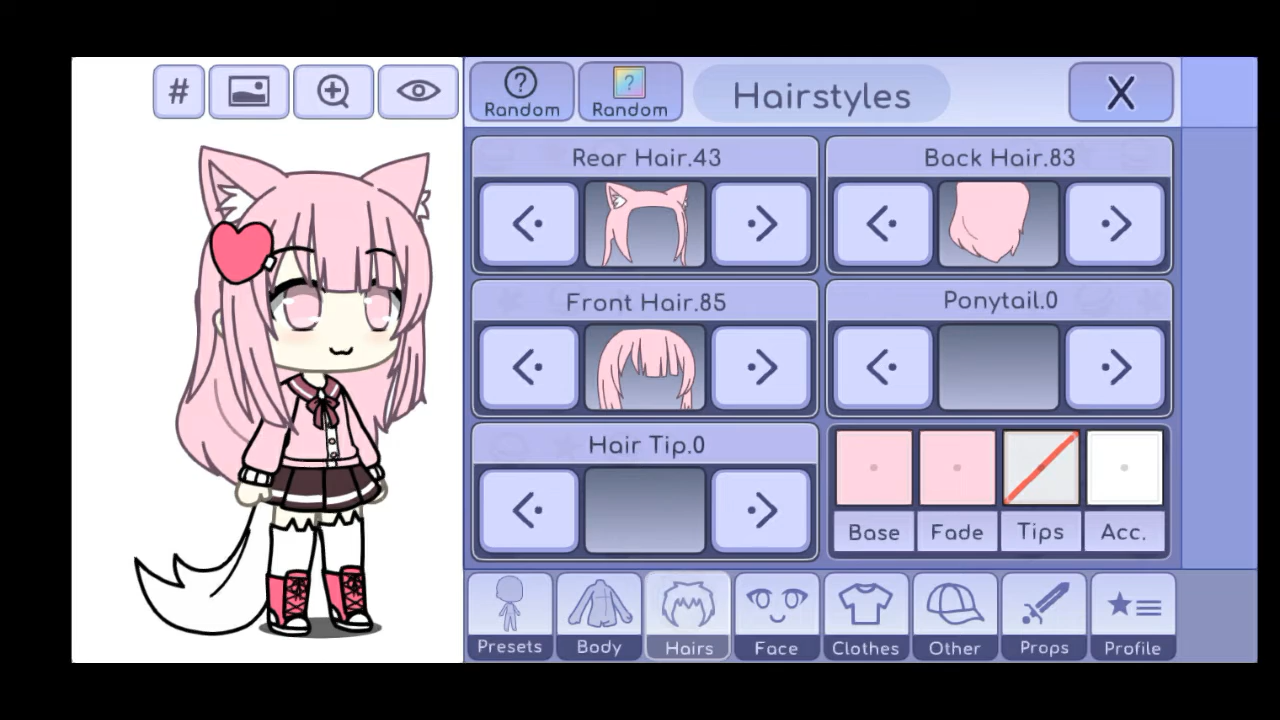 #
? Random
? Random
Hairstyles
X
Rear Hair.43
Back Hair.83
Front Hair.85
Ponytail.0
Hair Tip.0
Base
Fade
Tips
Acc.
Presets
Body
Hairs
Face
Clothes
Other
Props
Profile